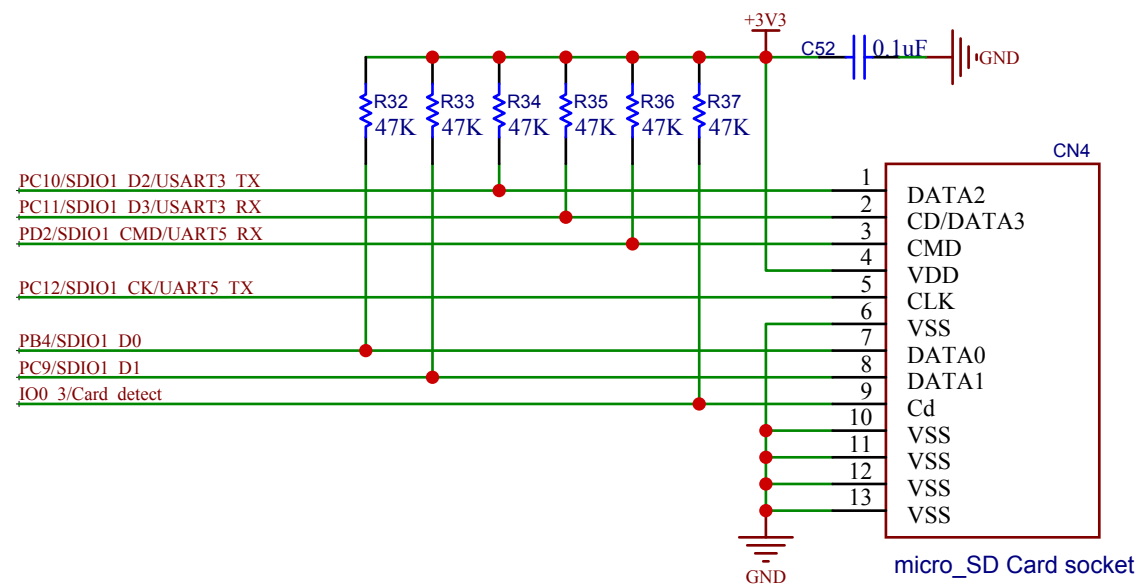 +3V3
C52
0.1uF
GND
R32
47K
R33
47K
R34
47K
R35
47K
R36
47K
R37
47K
CN4
PC10/SDIO1_D2/USART3_TX
1
DATA2
PC11/SDIO1_D3/USART3_RX
2
CD/DATA3
PD2/SDIO1_CMD/UART5_RX
3
CMD
4
VDD
PC12/SDIO1_CK/UART5_TX
5
CLK
6
VSS
PB4/SDIO1_D0
7
DATA0
PC9/SDIO1_D1
8
DATA1
IO0_3/Card_detect
9
Cd
10
VSS
11
VSS
12
VSS
13
VSS
GND
micro_SD Card socket